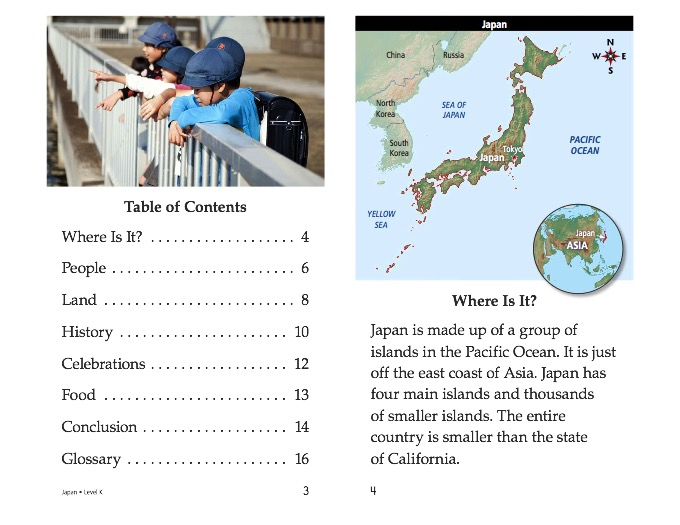 Table of Contents
Where Is It? . . . . . . . . . . . . . . . . . . . 4
People . . . . . . . . . . . . . . . . . . . . . . . . 6
Land . . . . . . . . . . . . . . . . . . . . . . . . . 8
History . . . . . . . . . . . . . . . . . . . . . . . 10
Celebrations . . . . . . . . . . . . . . . . . . . 12
Food . . . . . . . . . . . . . . . . . . . . . . . . . 13
Conclusion . . . . . . . . . . . . . . . . . . . . 14
Glossary . . . . . . . . . . . . . . . . . . . . . . 16
Japan • Level K
3
Japan
N
W E
S
China
Russia
North
Korea
SEA OF
JAPAN
South
Korea
PACIFIC
OCEAN
Tokyo
Japan
YELLOW
SEA
Japan
ASIA
Where Is It?
Japan is made up of a group of
islands in the Pacific Ocean. It is just
off the east coast of Asia. Japan has
four main islands and thousands
of smaller islands. The entire
country is smaller than the state
of California.
4